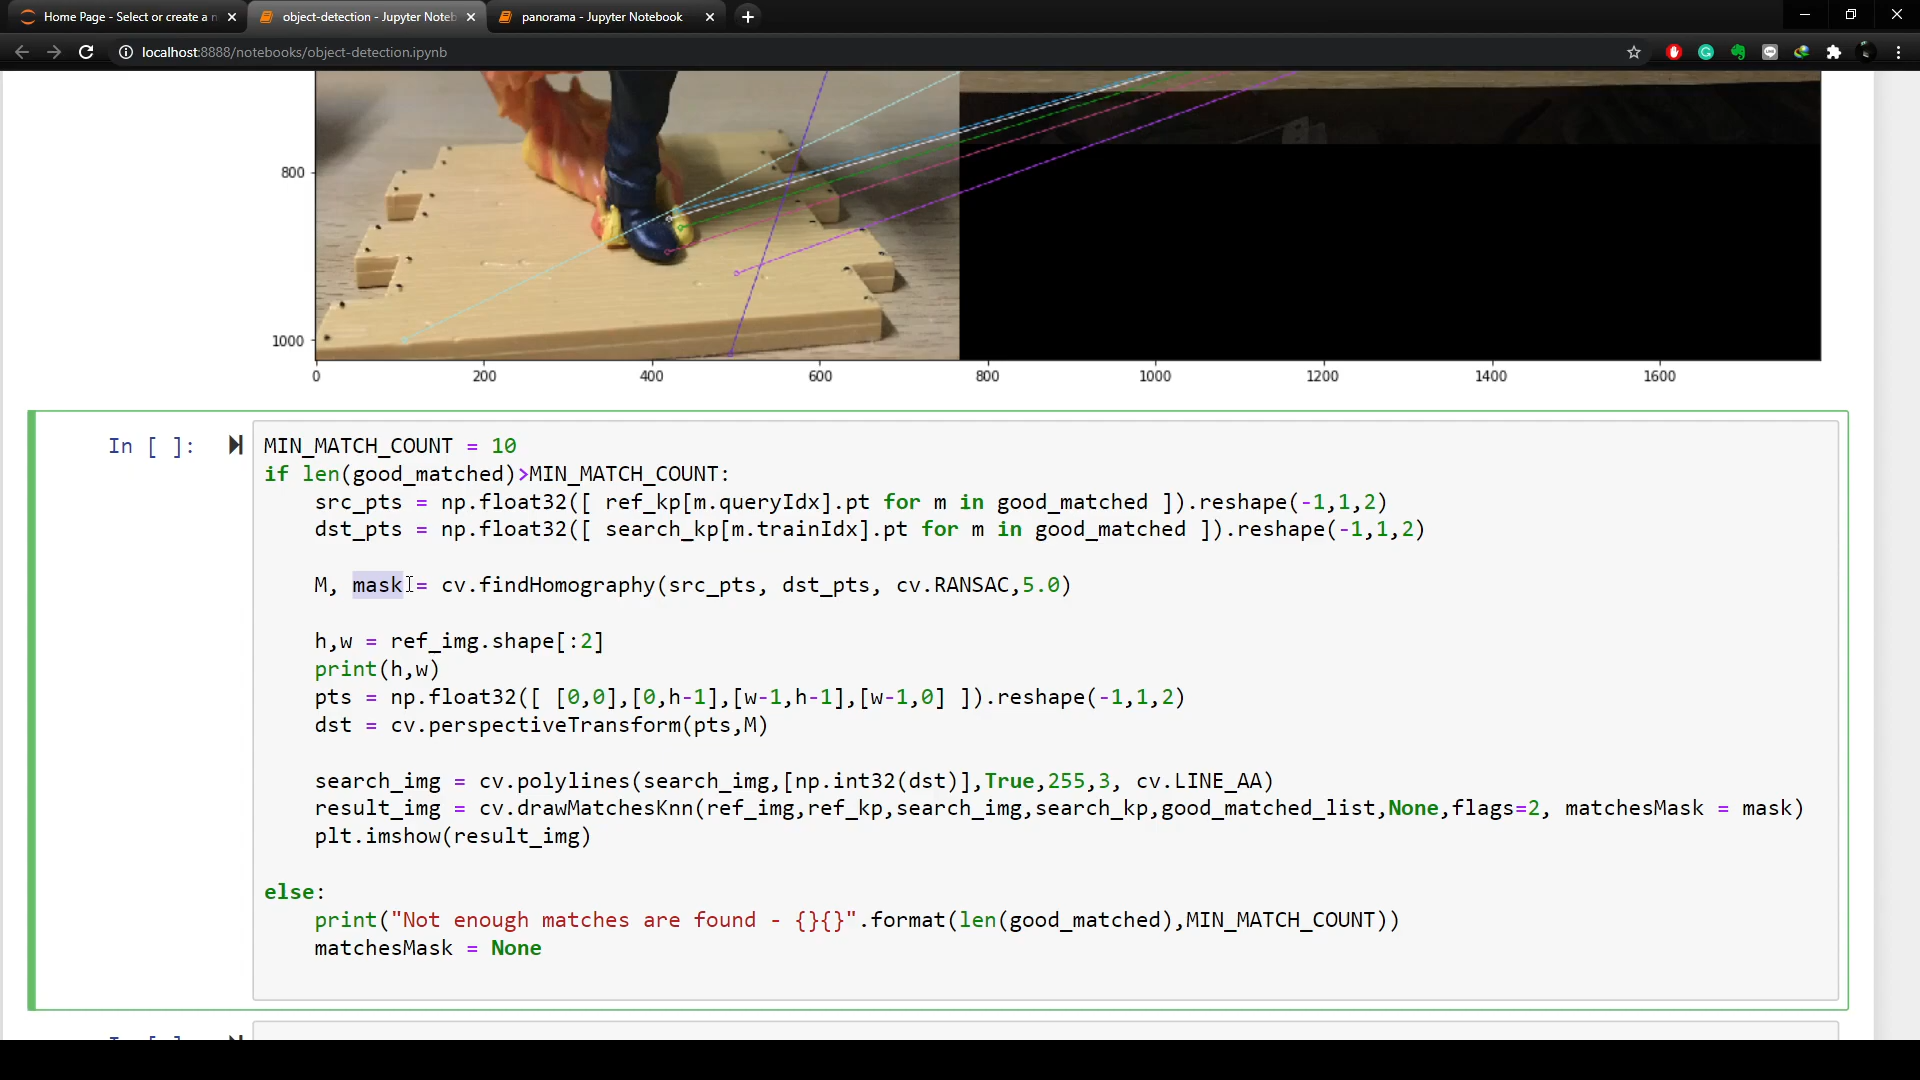 Home Page - Select or create a n
object-detection - Jupyter Noteb
panorama - Jupyter Notebook
localhost:8888/notebooks/object-detection.ipynb
800
1000
0 200 400 600 800 1000 1200 1400 1600
In [ ]:
MIN_MATCH_COUNT = 10
if len(good_matched)>MIN_MATCH_COUNT:
    src_pts = np.float32([ ref_kp[m.queryIdx].pt for m in good_matched ]).reshape(-1,1,2)
    dst_pts = np.float32([ search_kp[m.trainIdx].pt for m in good_matched ]).reshape(-1,1,2)
    M, mask = cv.findHomography(src_pts, dst_pts, cv.RANSAC,5.0)
    h,w = ref_img.shape[:2]
    print(h,w)
    pts = np.float32([ [0,0],[0,h-1],[w-1,h-1],[w-1,0] ]).reshape(-1,1,2)
    dst = cv.perspectiveTransform(pts,M)
    search_img = cv.polylines(search_img,[np.int32(dst)],True,255,3, cv.LINE_AA)
    result_img = cv.drawMatchesKnn(ref_img,ref_kp,search_img,search_kp,good_matched_list,None,flags=2, matchesMask = mask)
    plt.imshow(result_img)
else:
    print("Not enough matches are found - {}{}".format(len(good_matched),MIN_MATCH_COUNT))
    matchesMask = None
In [ ]: